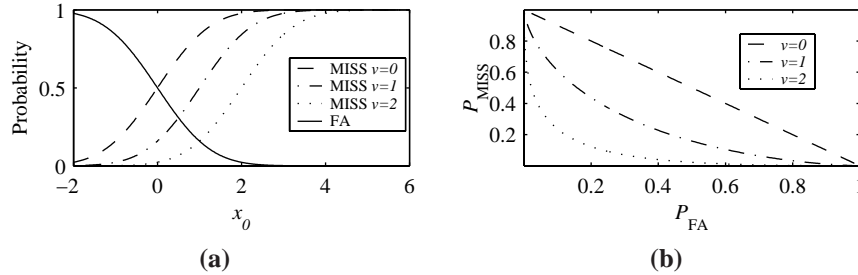 1
0.5
0
Probability
−2
0
2
4
6
x0
MISS v=0
MISS v=1
MISS v=2
FA
(a)
0.8
0.6
0.4
0.2
PMISS
0.2
0.4
0.6
0.8
1
PFA
v=0
v=1
v=2
(b)